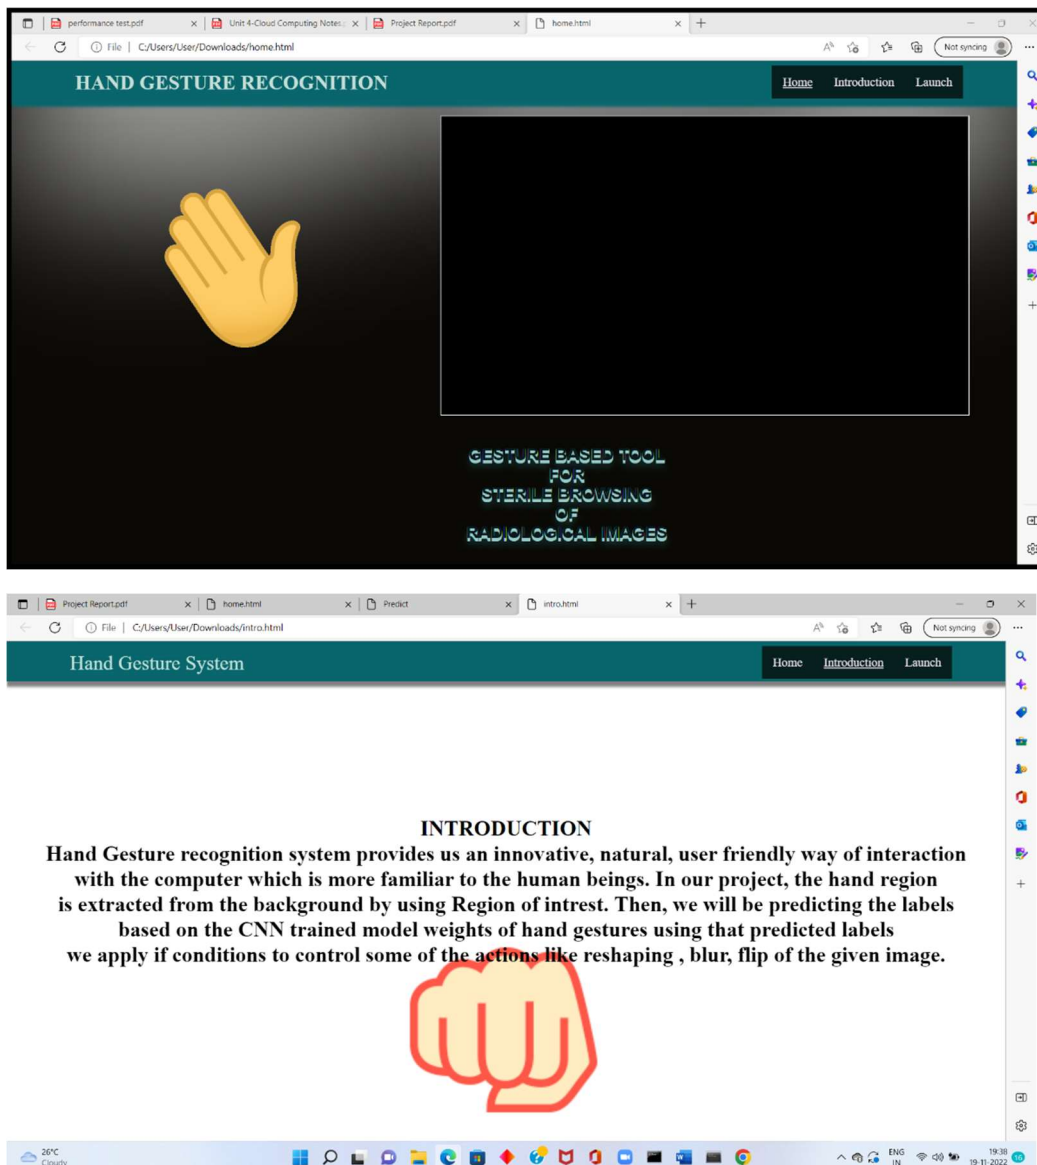 performance test.pdf
Unit 4-Cloud Computing Notes.:
Project Report.pdf
home.html
File | C:/Users/User/Downloads/home.html
Not syncing
HAND GESTURE RECOGNITION
Home Introduction Launch
GESTURE BASED TOOL
FOR
STERILE BROWSING
OF
RADIOLOGICAL IMAGES
Project Report.pdf
home.html
Predict
intro.html
File | C:/Users/User/Downloads/intro.html
Not syncing
Hand Gesture System
Home Introduction Launch
INTRODUCTION
Hand Gesture recognition system provides us an innovative, natural, user friendly way of interaction
with the computer which is more familiar to the human beings. In our project, the hand region
is extracted from the background by using Region of intrest. Then, we will be predicting the labels
based on the CNN trained model weights of hand gestures using that predicted labels
we apply if conditions to control some of the actions like reshaping , blur, flip of the given image.
26°C
Cloudy
ENG
IN
19:38
19-11-2022
16